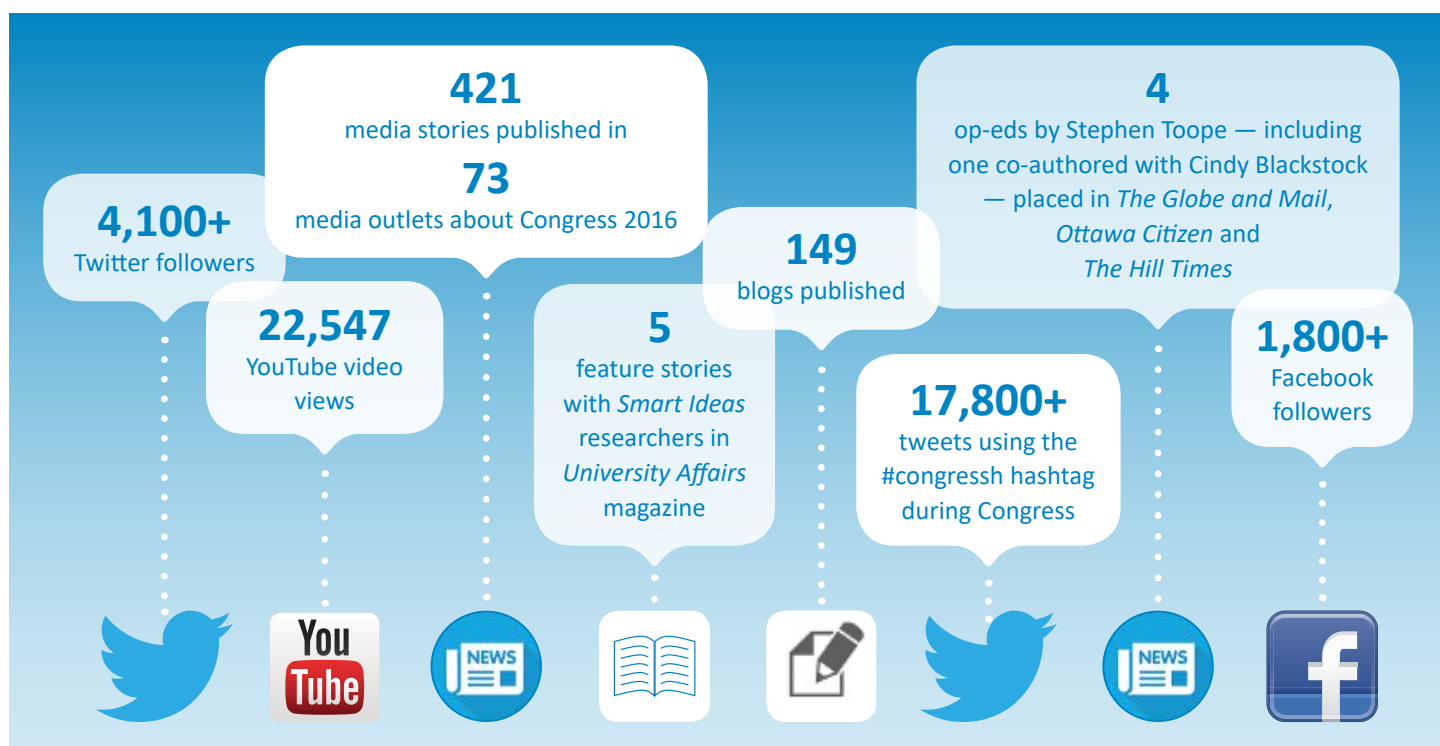 4,100+
Twitter followers
22,547
YouTube video
views
421
media stories published in
73
media outlets about Congress 2016
5
feature stories
with Smart Ideas
researchers in
University Affairs
magazine
149
blogs published
17,800+
tweets using the
#congressh hashtag
during Congress
4
op-eds by Stephen Toope — including
one co-authored with Cindy Blackstock
— placed in The Globe and Mail,
Ottawa Citizen and
The Hill Times
1,800+
Facebook
followers
You
Tube
NEWS
NEWS
f